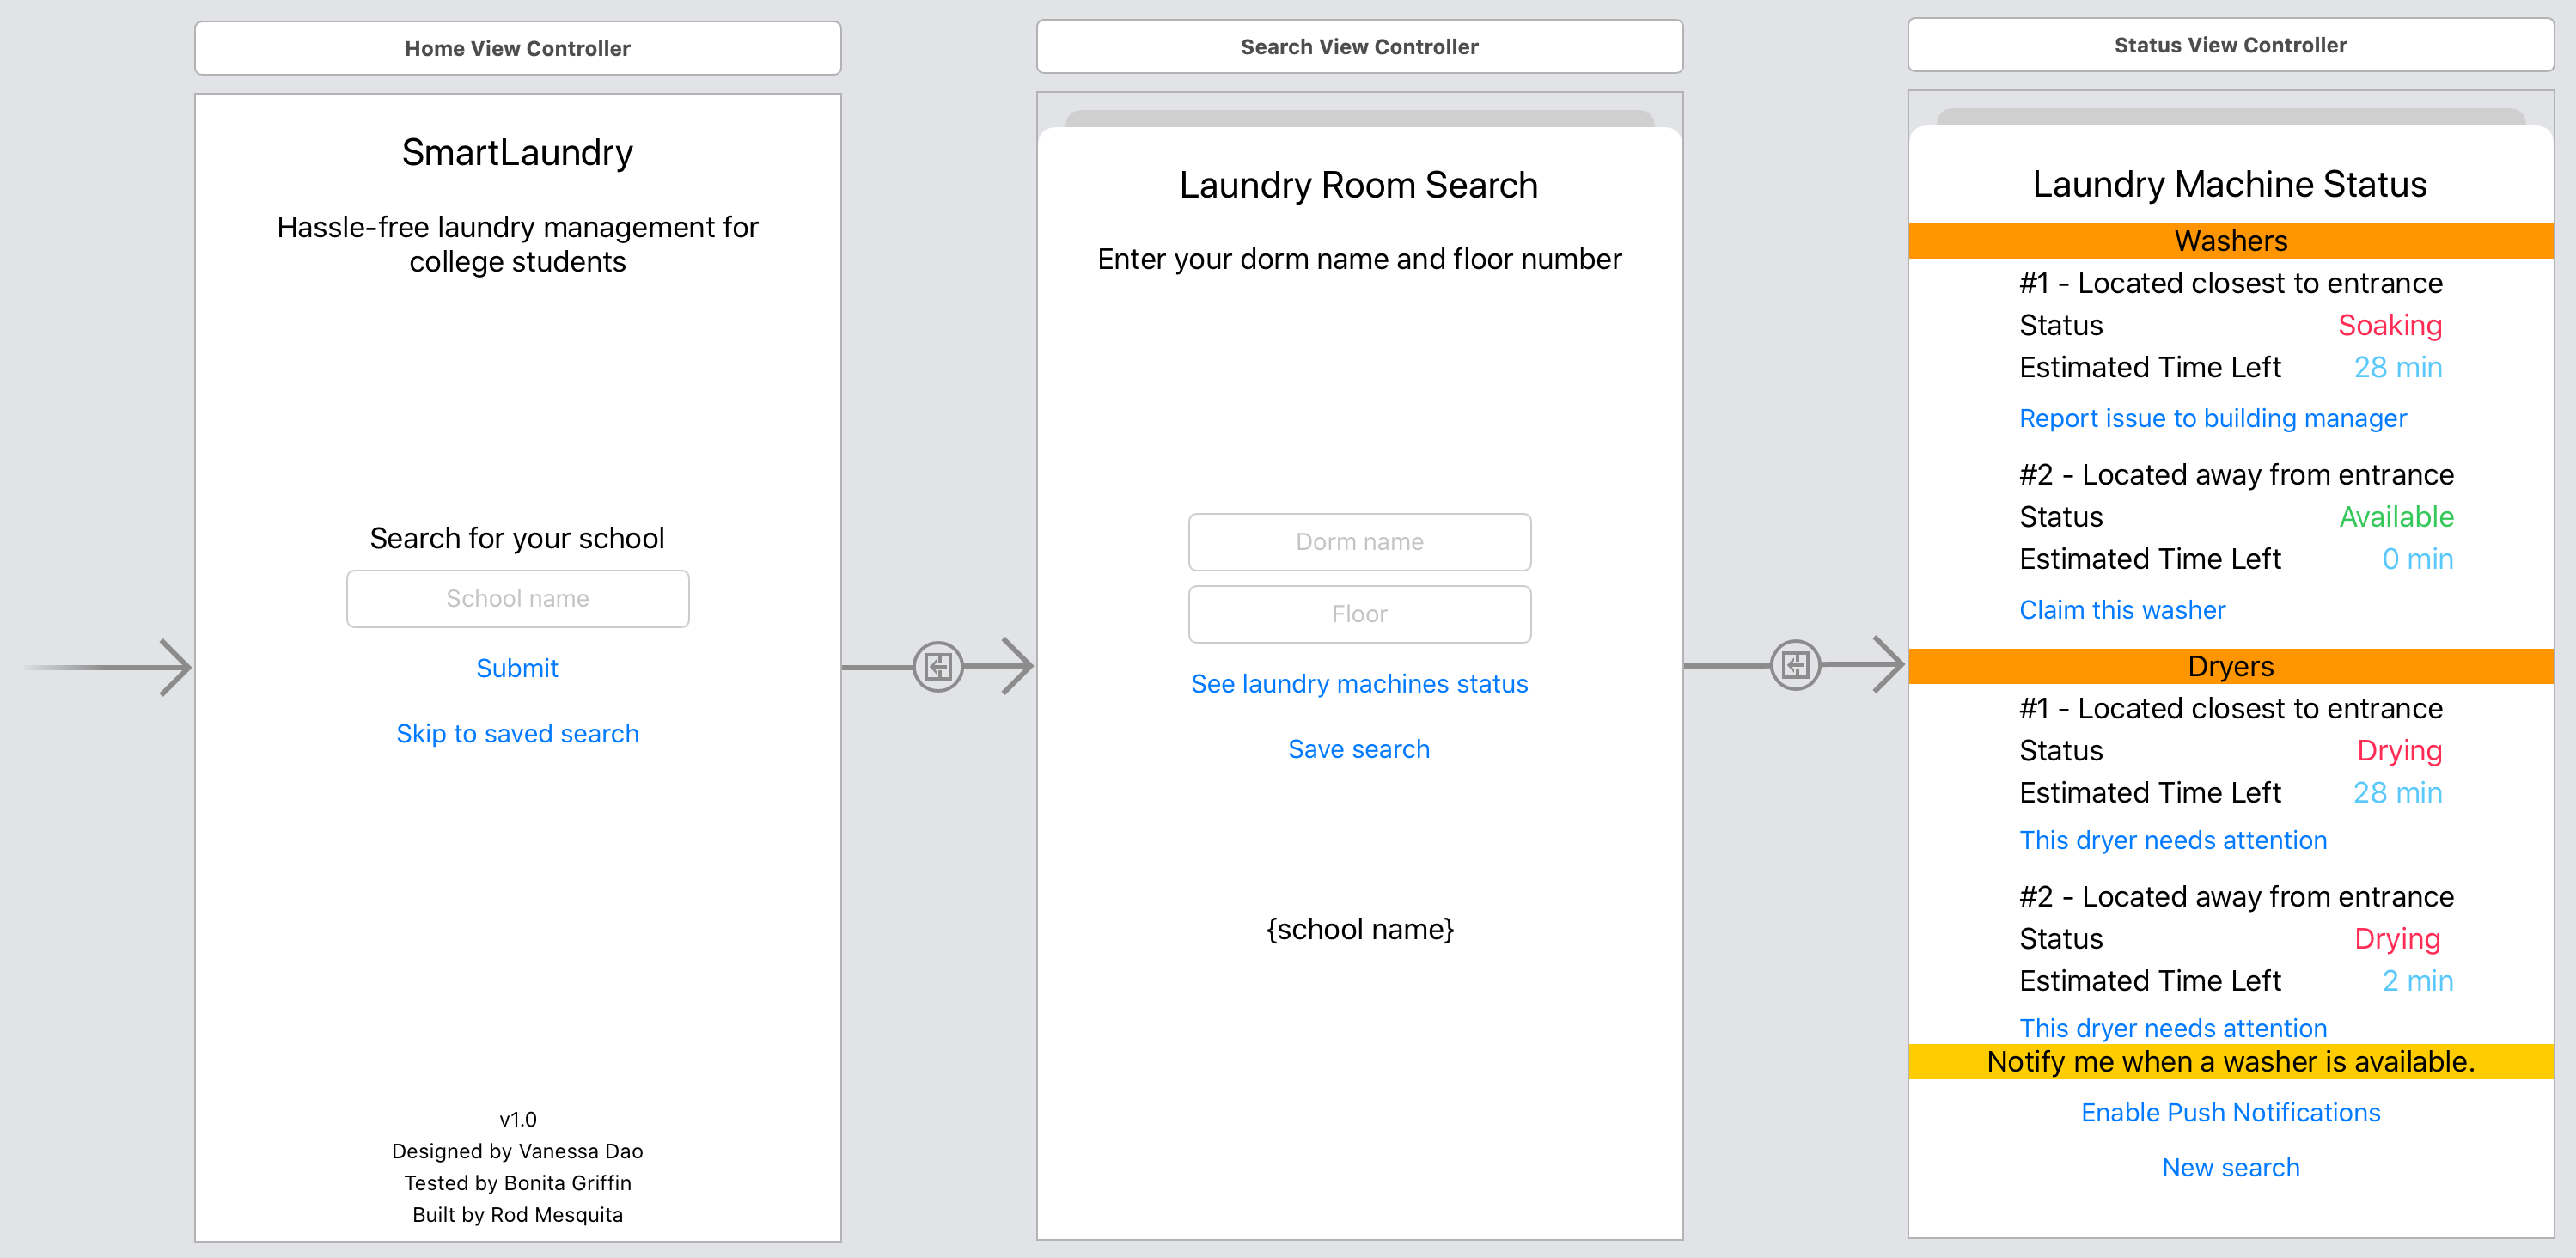 Home View Controller
SmartLaundry
Hassle-free laundry management for
college students
Search for your school
School name
Submit
Skip to saved search
v1.0
Designed by Vanessa Dao
Tested by Bonita Griffin
Built by Rod Mesquita
Search View Controller
Laundry Room Search
Enter your dorm name and floor number
Dorm name
Floor
See laundry machines status
Save search
{school name}
Status View Controller
Laundry Machine Status
Washers
#1 - Located closest to entrance
Status Soaking
Estimated Time Left 28 min
Report issue to building manager
#2 - Located away from entrance
Status Available
Estimated Time Left 0 min
Claim this washer
Dryers
#1 - Located closest to entrance
Status Drying
Estimated Time Left 28 min
This dryer needs attention
#2 - Located away from entrance
Status Drying
Estimated Time Left 2 min
This dryer needs attention
Notify me when a washer is available.
Enable Push Notifications
New search